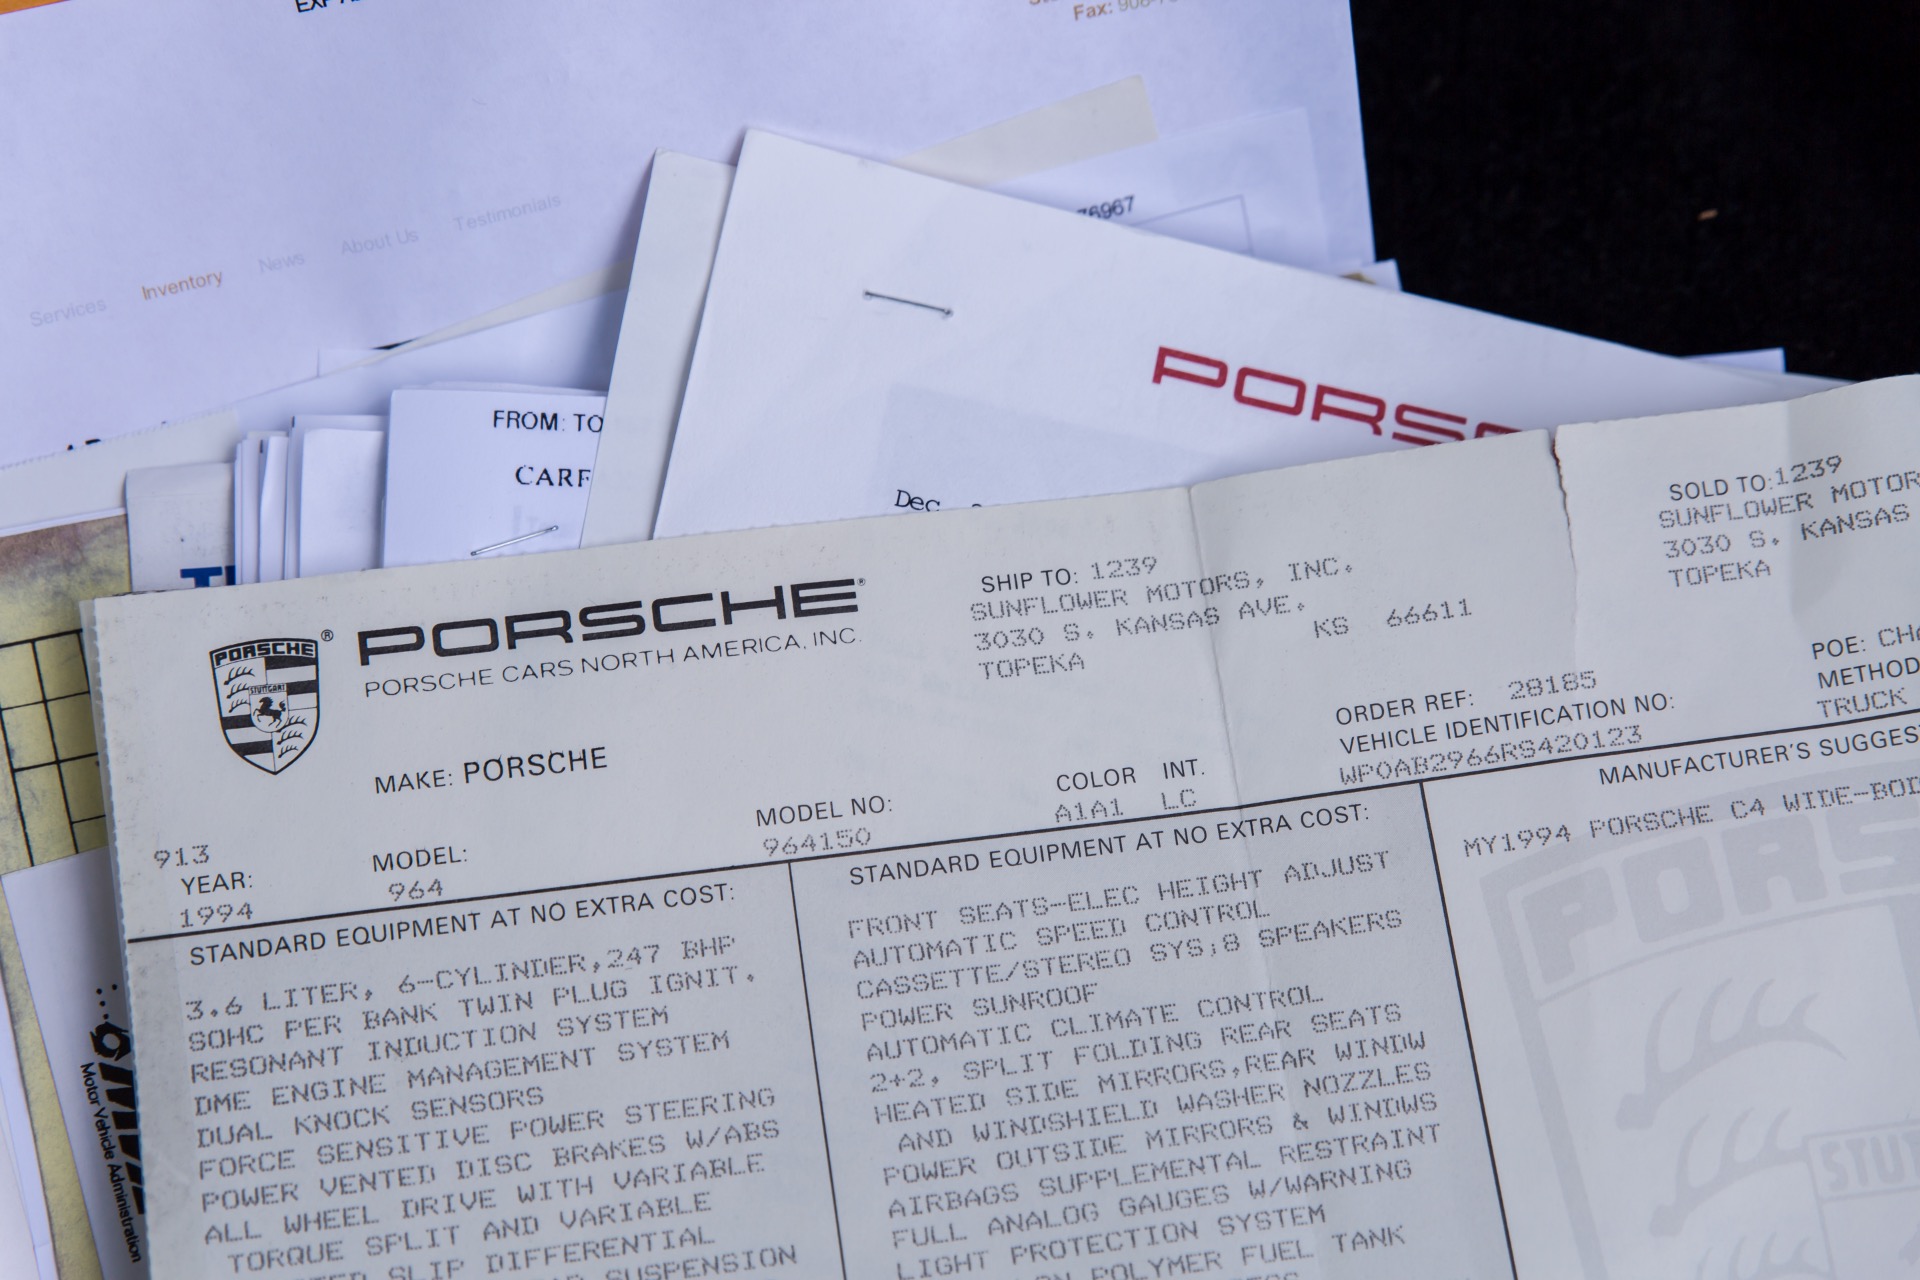 Fax: 908-7
Services Inventory News About Us Testimonials
76967
FROM: TO
CARF
PORSC
Dec
PORSCHE
STUTTGART
PORSCHE
PORSCHE CARS NORTH AMERICA, INC.
SHIP TO: 1239
SUNFLOWER MOTORS, INC.
3030 S. KANSAS AVE.
TOPEKA KS 66611
SOLD TO: 1239
SUNFLOWER MOTOR
3030 S. KANSAS
TOPEKA
ORDER REF: 28185
VEHICLE IDENTIFICATION NO:
WP0AB2966RS420123
POE: CHA
METHOD
TRUCK
MAKE: PORSCHE
913
YEAR:
1994
MODEL:
964
MODEL NO:
964150
COLOR INT.
A1A1 LC
STANDARD EQUIPMENT AT NO EXTRA COST:
3.6 LITER, 6-CYLINDER,247 BHP
SOHC PER BANK TWIN PLUG IGNIT.
RESONANT INDUCTION SYSTEM
DME ENGINE MANAGEMENT SYSTEM
DUAL KNOCK SENSORS
FORCE SENSITIVE POWER STEERING
POWER VENTED DISC BRAKES W/ABS
ALL WHEEL DRIVE WITH VARIABLE
TORQUE SPLIT AND VARIABLE
SLIP DIFFERENTIAL
SUSPENSION
STANDARD EQUIPMENT AT NO EXTRA COST:
FRONT SEATS-ELEC HEIGHT ADJUST
AUTOMATIC SPEED CONTROL
CASSETTE/STEREO SYS;8 SPEAKERS
POWER SUNROOF
AUTOMATIC CLIMATE CONTROL
2+2, SPLIT FOLDING REAR SEATS
HEATED SIDE MIRRORS,REAR WINDW
AND WINDSHIELD WASHER NOZZLES
POWER OUTSIDE MIRRORS & WINDWS
AIRBAGS SUPPLEMENTAL RESTRAINT
FULL ANALOG GAUGES W/WARNING
LIGHT PROTECTION SYSTEM
POLYMER FUEL TANK
MANUFACTURER'S SUGGES
MY1994 PORSCHE C4 WIDE-BOD
PORS
STUT
Motor Vehicle Administration